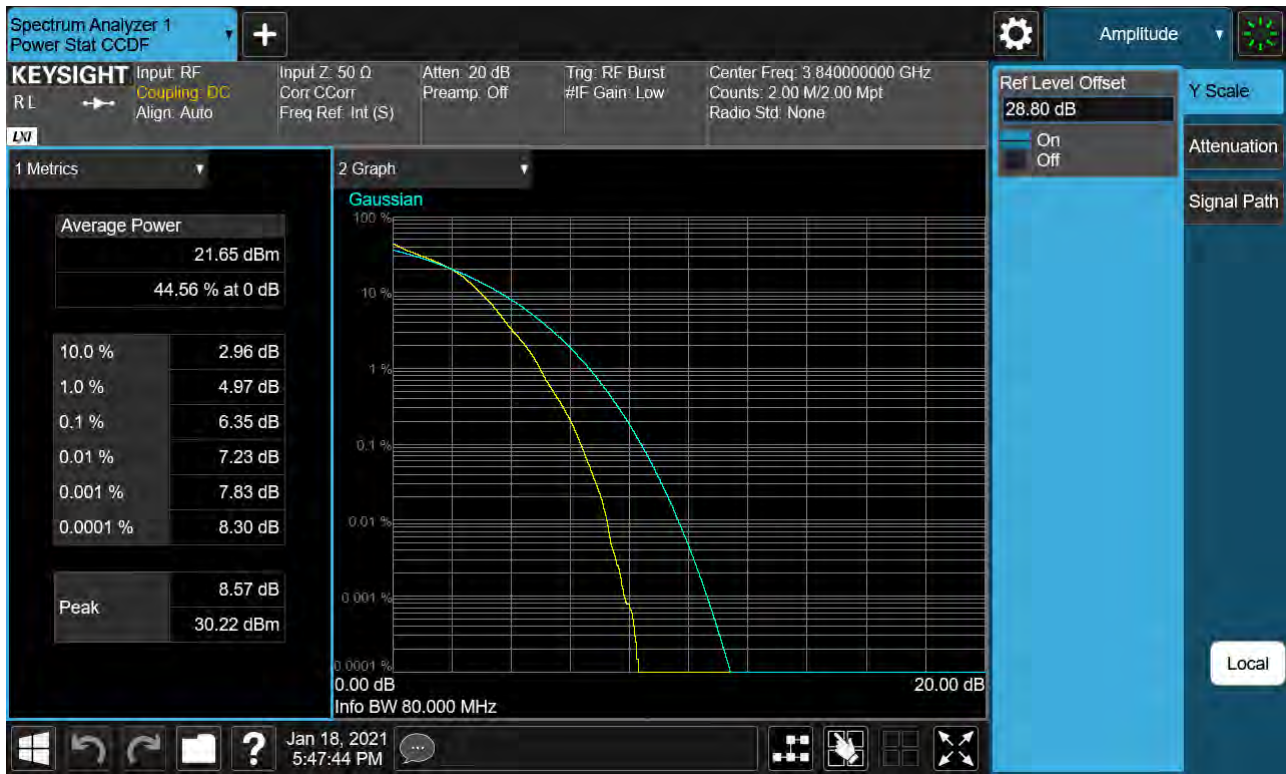 Spectrum Analyzer 1
Power Stat CCDF
Amplitude
KEYSIGHT
RL
LXI
Input: RF
Coupling: DC
Align: Auto
Input Z: 50 Ω
Corr CCorr
Freq Ref: Int (S)
Atten: 20 dB
Preamp: Off
Trig: RF Burst
#IF Gain: Low
Center Freq: 3.840000000 GHz
Counts: 2.00 M/2.00 Mpt
Radio Std: None
Ref Level Offset
28.80 dB
On
Off
Y Scale
Attenuation
Signal Path
Local
1 Metrics
Average Power
21.65 dBm
44.56 % at 0 dB
10.0 % 2.96 dB
1.0 % 4.97 dB
0.1 % 6.35 dB
0.01 % 7.23 dB
0.001 % 7.83 dB
0.0001 % 8.30 dB
Peak
8.57 dB
30.22 dBm
2 Graph
Gaussian
100 %
10 %
1 %
0.1 %
0.01 %
0.001 %
0.0001 %
0.00 dB 20.00 dB
Info BW 80.000 MHz
Jan 18, 2021
5:47:44 PM